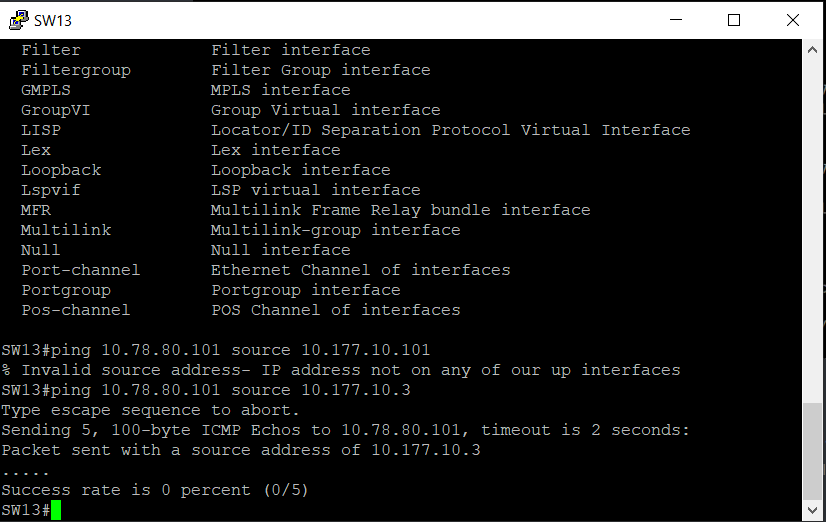 SW13
Filter Filter interface
Filtergroup Filter Group interface
GMPLS MPLS interface
GroupVI Group Virtual interface
LISP Locator/ID Separation Protocol Virtual Interface
Lex Lex interface
Loopback Loopback interface
Lspvif LSP virtual interface
MFR Multilink Frame Relay bundle interface
Multilink Multilink-group interface
Null Null interface
Port-channel Ethernet Channel of interfaces
Portgroup Portgroup interface
Pos-channel POS Channel of interfaces
SW13#ping 10.78.80.101 source 10.177.10.101
% Invalid source address- IP address not on any of our up interfaces
SW13#ping 10.78.80.101 source 10.177.10.3
Type escape sequence to abort.
Sending 5, 100-byte ICMP Echos to 10.78.80.101, timeout is 2 seconds:
Packet sent with a source address of 10.177.10.3
.....
Success rate is 0 percent (0/5)
SW13#